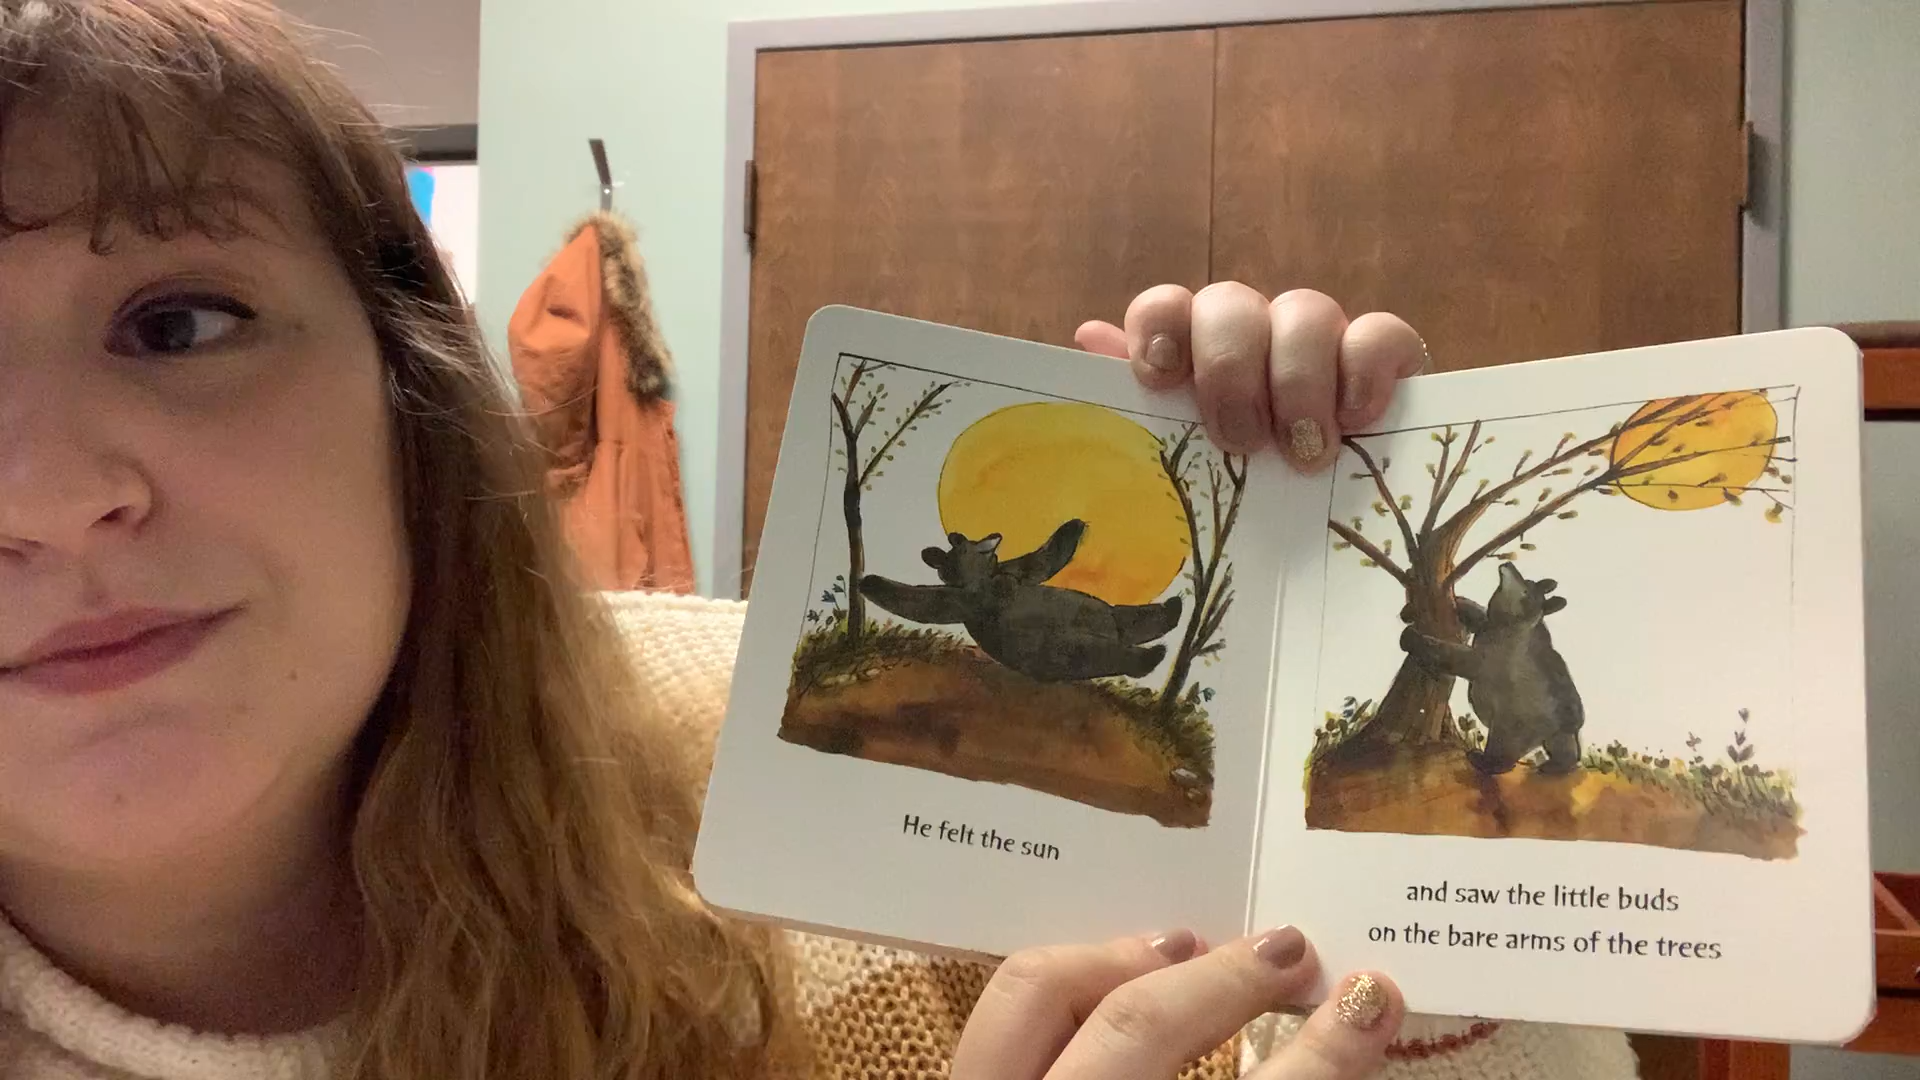 He felt the sun
and saw the little buds
on the bare arms of the trees